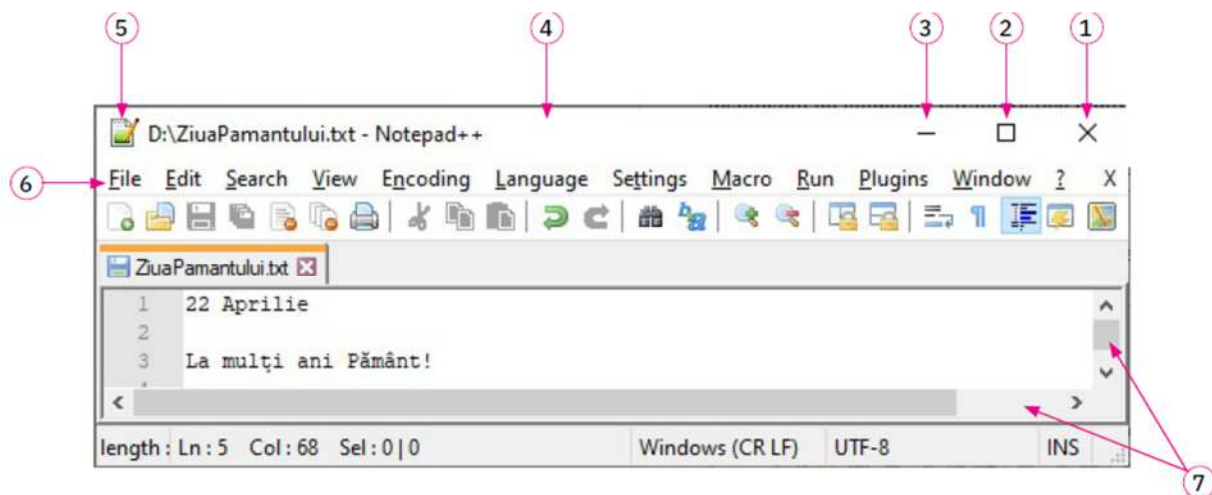 5 4 3 2 1
D:\ZiuaPamantului.txt - Notepad++
6
File Edit Search View Encoding Language Settings Macro Run Plugins Window ? X
ZiuaPamantului.txt
1 22 Aprilie
2
3 La mulţi ani Pământ!
length : Ln : 5 Col : 68 Sel : 0 | 0 Windows (CR LF) UTF-8 INS
7